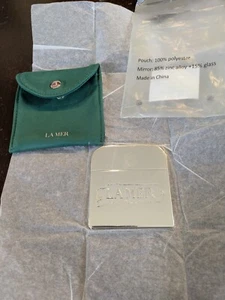 Pouch: 100% polyester
Mirror: 85% zinc alloy +15% glass
Made in China
LA MER
LA MER